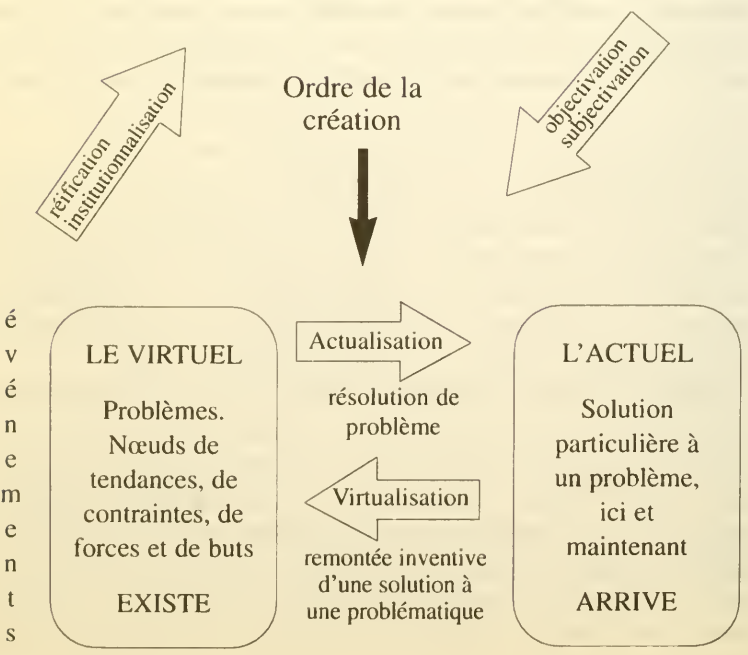 réification
institutionnalisation
Ordre de la
création
objectivation
subjectivation
événements
LE VIRTUEL
Problèmes.
Nœuds de
tendances, de
contraintes, de
forces et de buts
EXISTE
Actualisation
résolution de
problème
Virtualisation
remontée inventive
d'une solution à
une problématique
L'ACTUEL
Solution
particulière à
un problème,
ici et
maintenant
ARRIVE